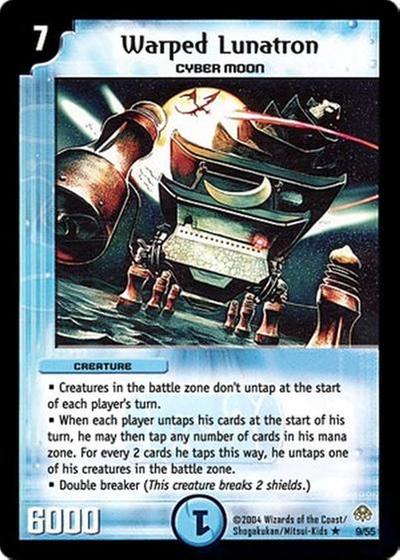 7 Warped Lunatron
CYBER MOON
CREATURE
▪ Creatures in the battle zone don't untap at the start
of each player's turn.
▪ When each player untaps his cards at the start of his
turn, he may then tap any number of cards in his mana
zone. For every 2 cards he taps this way, he untaps one
of his creatures in the battle zone.
▪ Double breaker (This creature breaks 2 shields.)
6000
1
©2004 Wizards of the Coast/
Shogakukan/Mitsui-Kids ★ 9/55